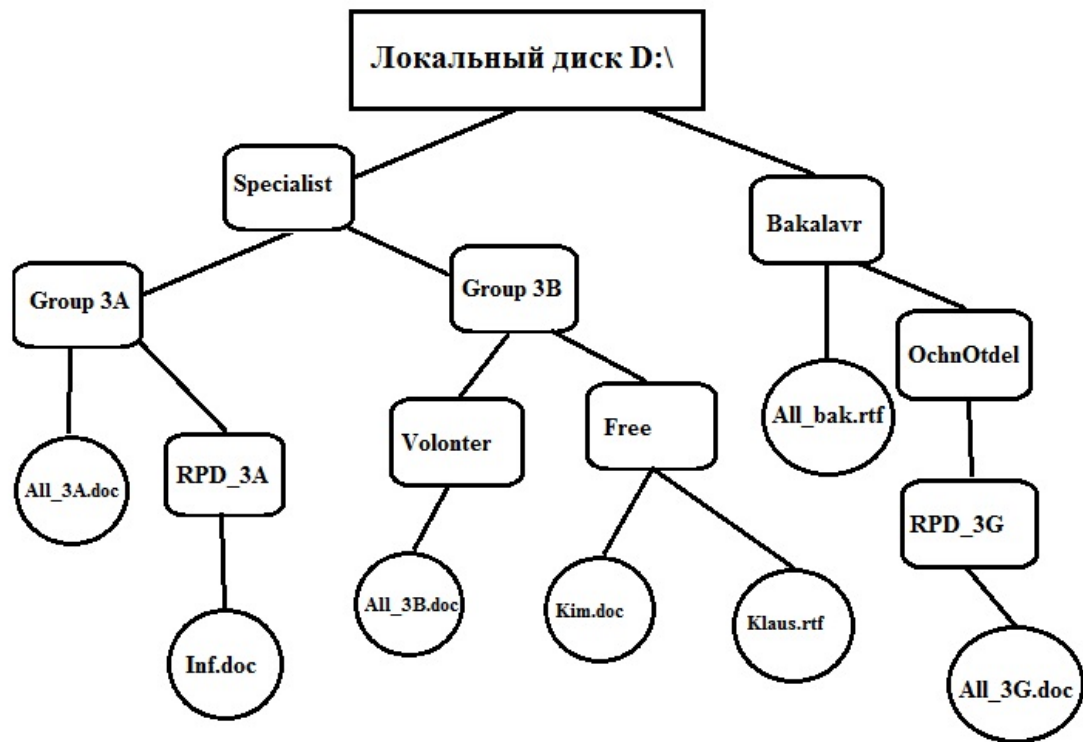 Локальный диск D:\
Specialist
Bakalavr
Group 3A
Group 3B
OchnOtdel
All_bak.rtf
Volonter
Free
All_3A.doc
RPD_3A
RPD_3G
All_3B.doc
Kim.doc
Klaus.rtf
Inf.doc
All_3G.doc